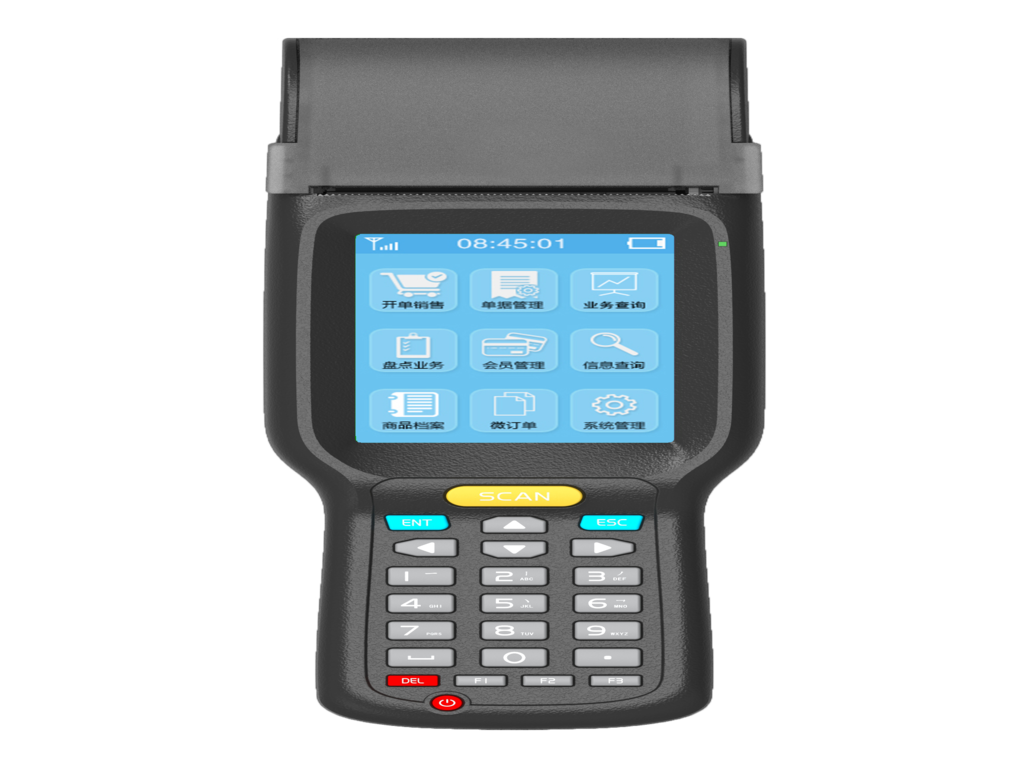 08:45:01
开单销售 单据管理 业务查询
盘点业务 会员管理 信息查询
商品档案 微订单 系统管理
SCAN
ENT ESC
1 2 ABC 3 DEF
4 GHI 5 JKL 6 MNO
7 PQRS 8 TUV 9 WXYZ
0 .
DEL F1 F2 F3